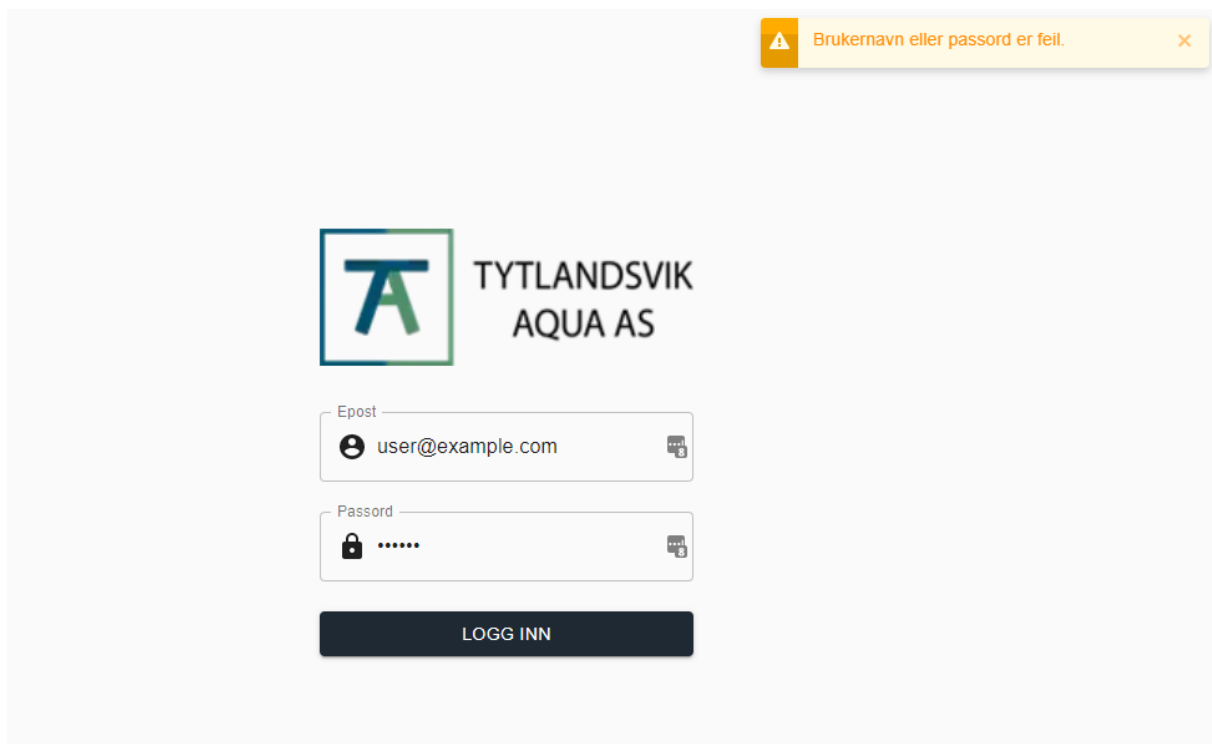 Brukernavn eller passord er feil.
TYTLANDSVIK
AQUA AS
Epost
user@example.com
Passord
••••••
LOGG INN